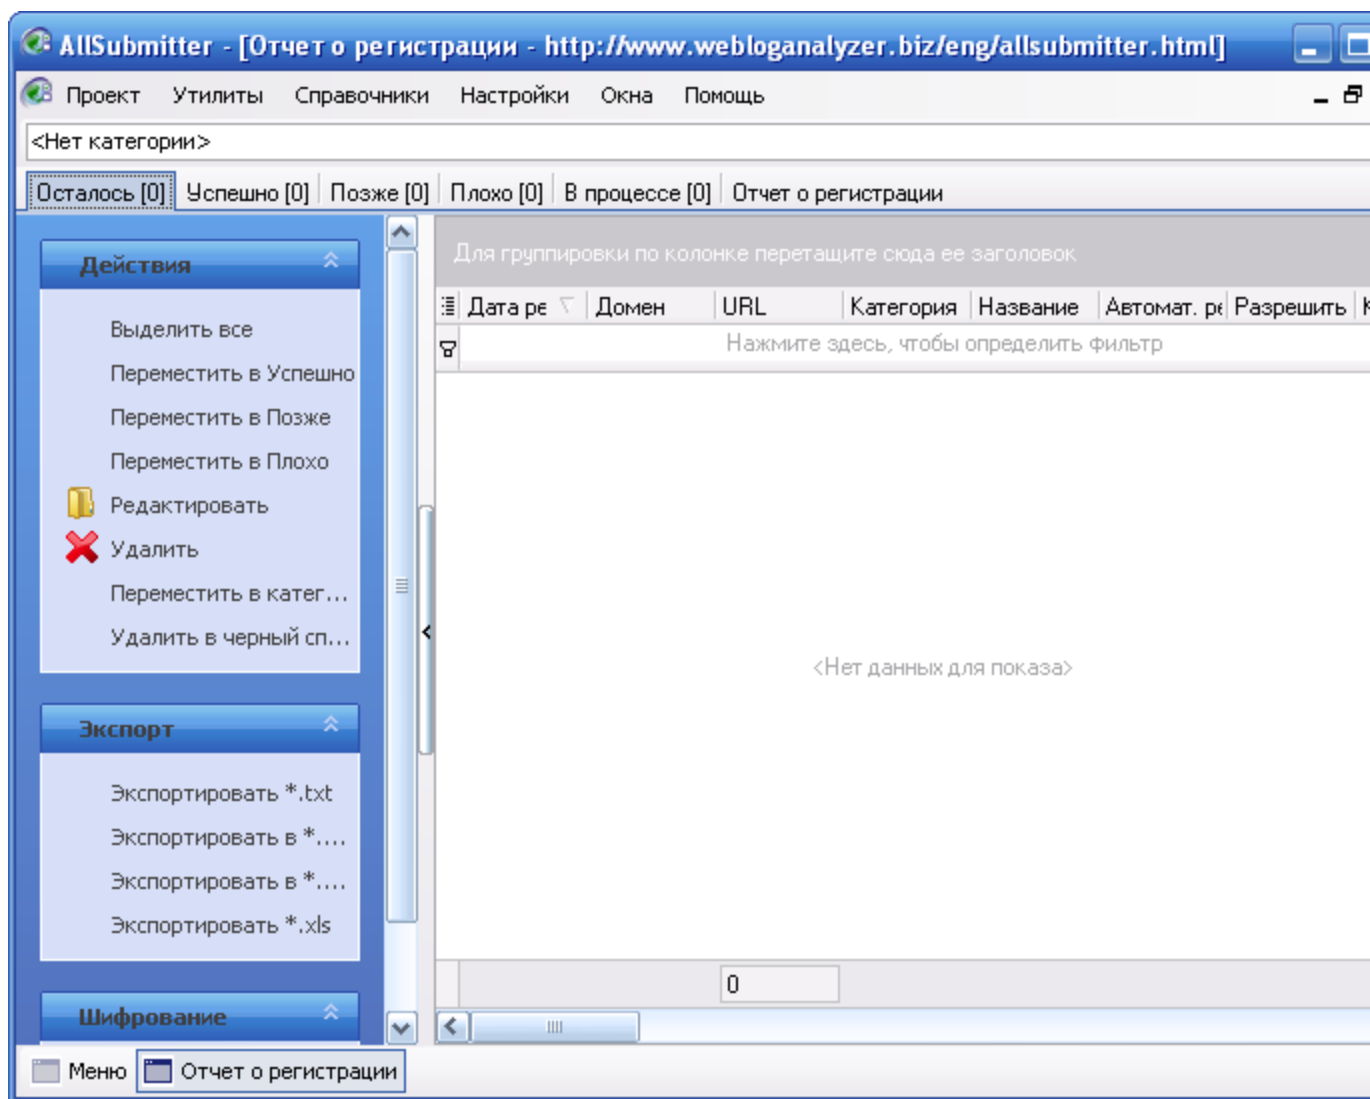 AllSubmitter - [Отчет о регистрации - http://www.webloganalyzer.biz/eng/allsubmitter.html]
Проект Утилиты Справочники Настройки Окна Помощь
<Нет категории>
Осталось [0] Успешно [0] Позже [0] Плохо [0] В процессе [0] Отчет о регистрации
Действия
Выделить все
Переместить в Успешно
Переместить в Позже
Переместить в Плохо
Редактировать
Удалить
Переместить в катег...
Удалить в черный сп...
Экспорт
Экспортировать *.txt
Экспортировать в *....
Экспортировать в *....
Экспортировать *.xls
Шифрование
Для группировки по колонке перетащите сюда ее заголовок
Дата ре Домен URL Категория Название Автомат. ре Разрешить
Нажмите здесь, чтобы определить фильтр
<Нет данных для показа>
0
Меню Отчет о регистрации